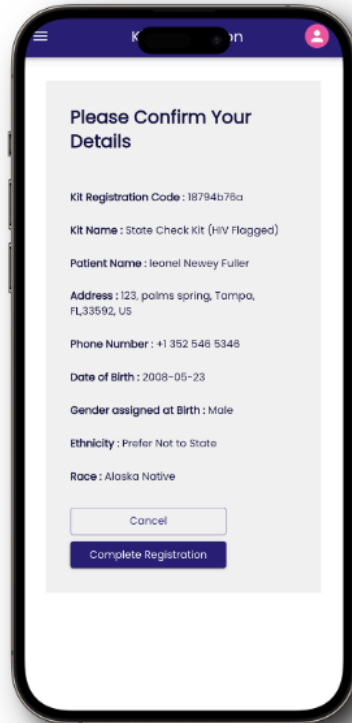 Please Confirm Your
Details
Kit Registration Code : 18794b76a
Kit Name : State Check Kit (HIV Flagged)
Patient Name : leonel Newey Fuller
Address : 123, palms spring, Tampa,
FL,33592, US
Phone Number : +1 352 546 5346
Date of Birth : 2008-05-23
Gender assigned at Birth : Male
Ethnicity : Prefer Not to State
Race : Alaska Native
Cancel
Complete Registration